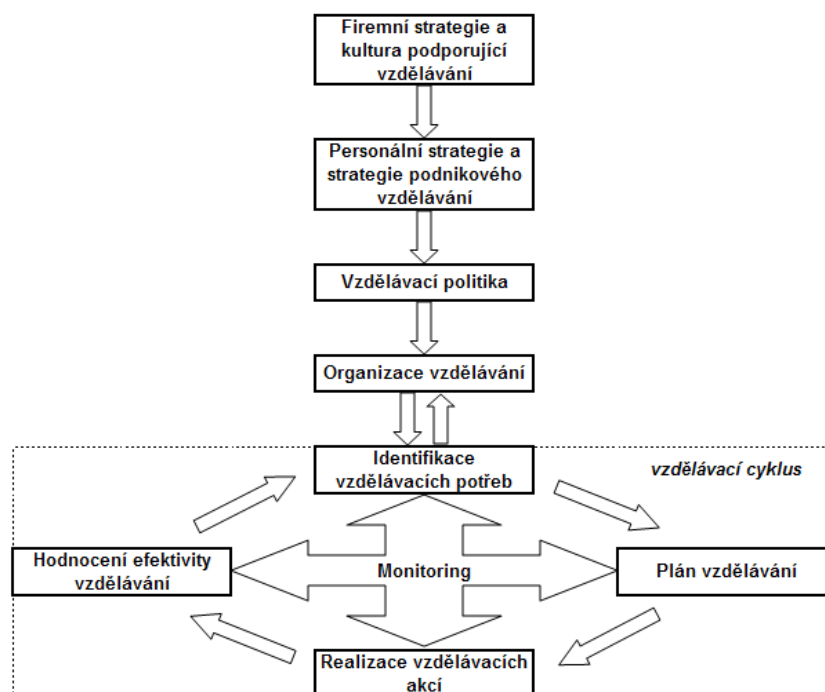 Firemní strategie a
kultura podporující
vzdělávání
Personální strategie a
strategie podnikového
vzdělávání
Vzdělávací politika
Organizace vzdělávání
Identifikace
vzdělávacích potřeb
vzdělávací cyklus
Hodnocení efektivity
vzdělávání
Monitoring
Plán vzdělávání
Realizace vzdělávacích
akcí